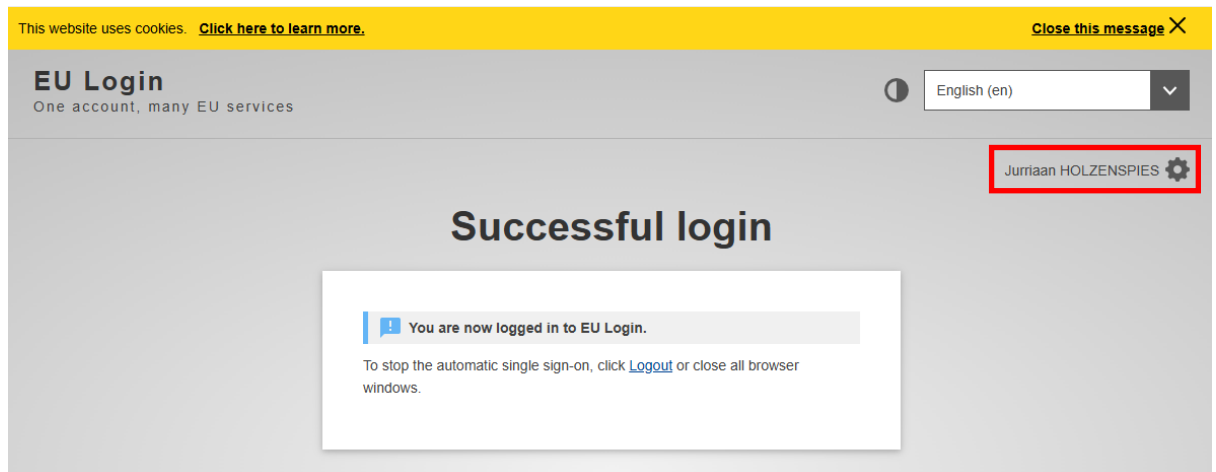 This website uses cookies. Click here to learn more. Close this message
EU Login
One account, many EU services
English (en)
Jurriaan HOLZENSPIES
Successful login
You are now logged in to EU Login.
To stop the automatic single sign-on, click Logout or close all browser
windows.